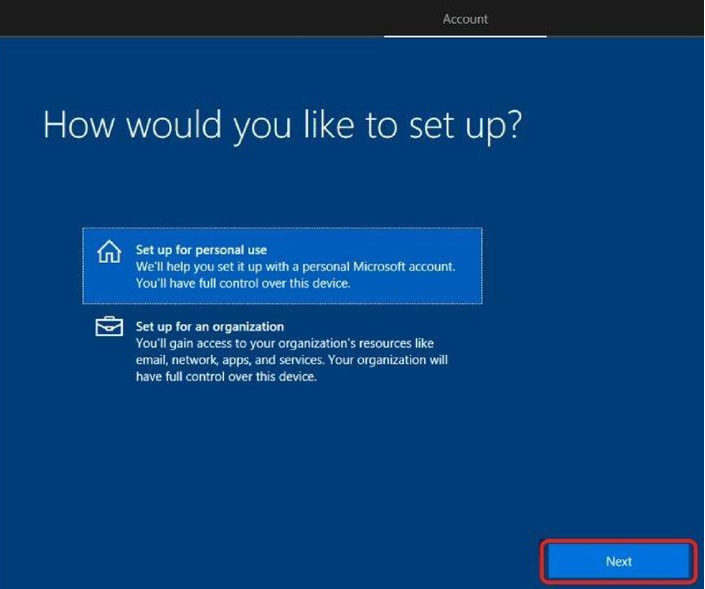 Account
How would you like to set up?
Set up for personal use
We'll help you set it up with a personal Microsoft account.
You'll have full control over this device.
Set up for an organization
You'll gain access to your organization's resources like
email, network, apps, and services. Your organization will
have full control over this device.
Next